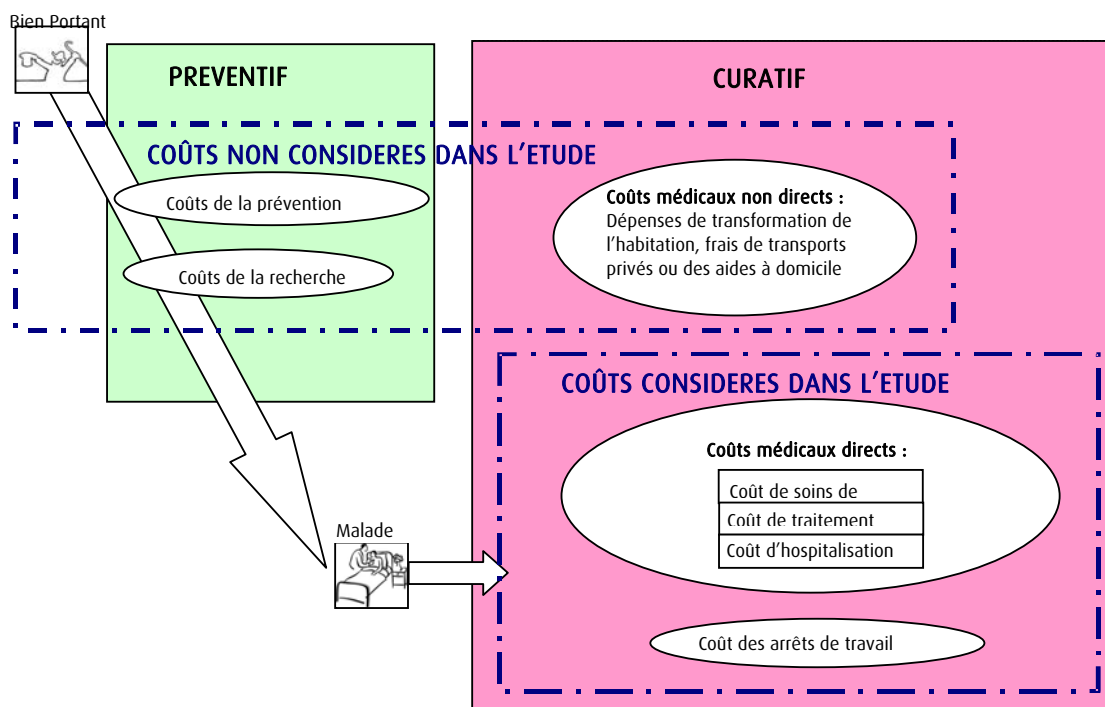 Bien Portant
PREVENTIF
CURATIF
COÛTS NON CONSIDERES DANS L'ETUDE
Coûts de la prévention
Coûts de la recherche
Coûts médicaux non directs :
Dépenses de transformation de
l'habitation, frais de transports
privés ou des aides à domicile
COÛTS CONSIDERES DANS L'ETUDE
Coûts médicaux directs :
Coût de soins de
Coût de traitement
Coût d'hospitalisation
Malade
Coût des arrêts de travail